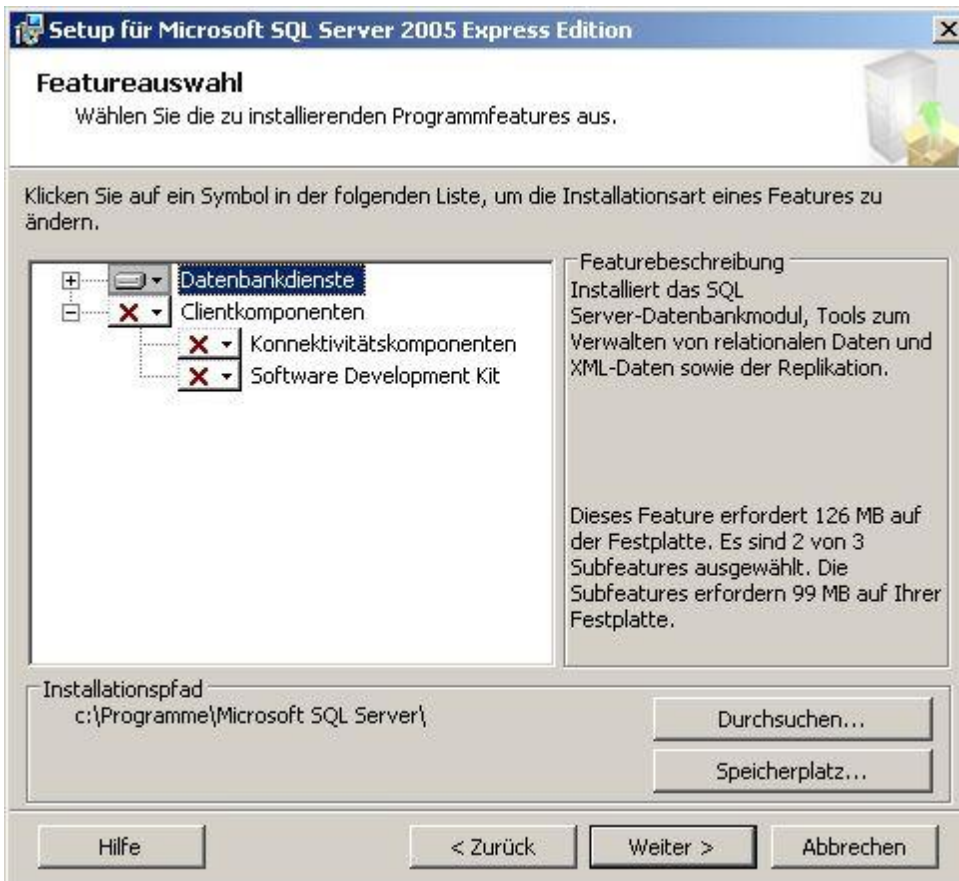 Setup für Microsoft SQL Server 2005 Express Edition
Featureauswahl
Wählen Sie die zu installierenden Programmfeatures aus.
Klicken Sie auf ein Symbol in der folgenden Liste, um die Installationsart eines Features zu
ändern.
Datenbankdienste
Clientkomponenten
Konnektivitätskomponenten
Software Development Kit
Featurebeschreibung
Installiert das SQL
Server-Datenbankmodul, Tools zum
Verwalten von relationalen Daten und
XML-Daten sowie der Replikation.
Dieses Feature erfordert 126 MB auf
der Festplatte. Es sind 2 von 3
Subfeatures ausgewählt. Die
Subfeatures erfordern 99 MB auf Ihrer
Festplatte.
Installationspfad
c:\Programme\Microsoft SQL Server\
Durchsuchen...
Speicherplatz...
Hilfe
< Zurück
Weiter >
Abbrechen